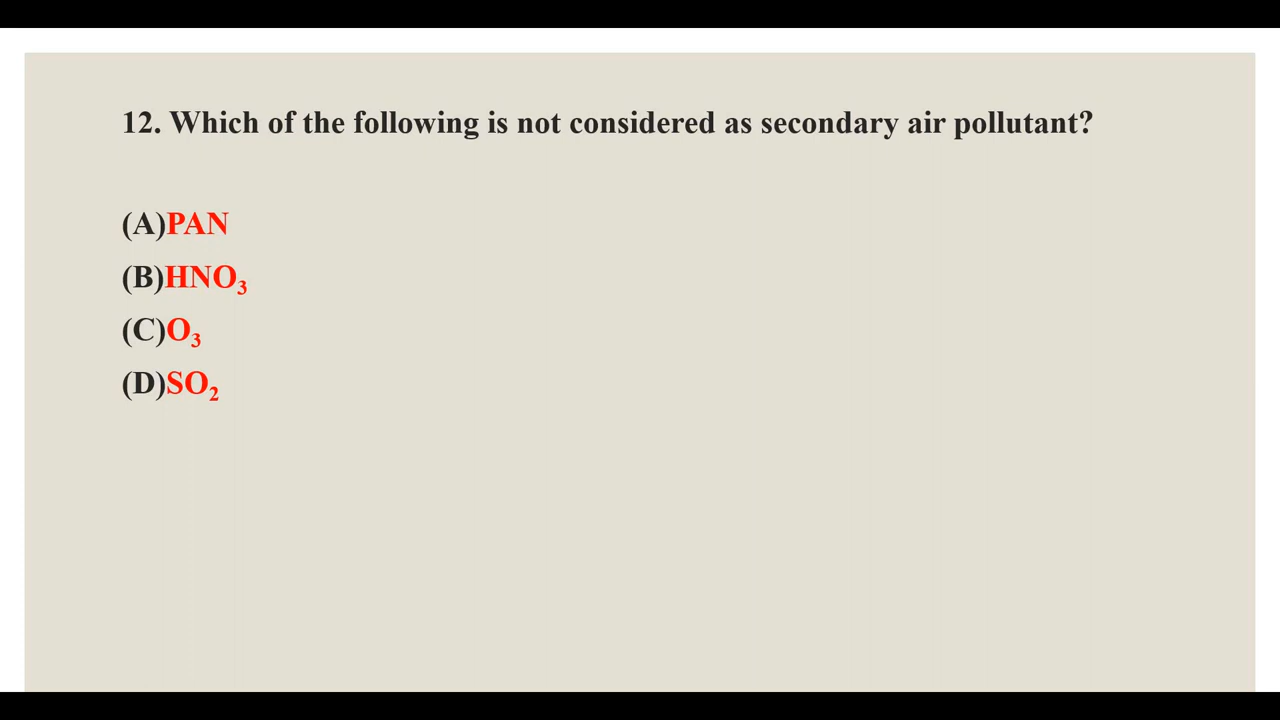 12. Which of the following is not considered as secondary air pollutant?
(A)PAN
(B)HNO₃
(C)O₃
(D)SO₂